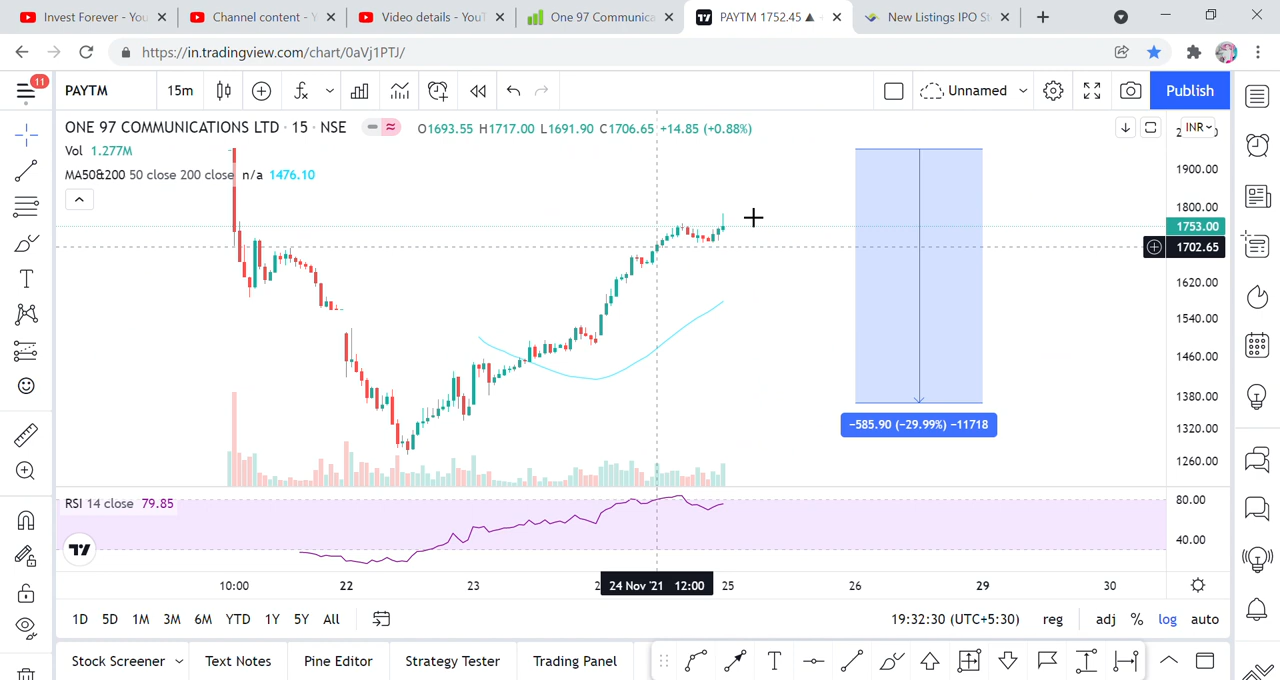 Invest Forever - You
Channel content - Y
Video details - YouT
One 97 Communica
PAYTM 1752.45 ▲
New Listings IPO St
https://in.tradingview.com/chart/0aVj1PTJ/
11
PAYTM
15m
Unnamed
Publish
ONE 97 COMMUNICATIONS LTD · 15 · NSE
O1693.55 H1717.00 L1691.90 C1706.65 +14.85 (+0.88%)
INR
Vol 1.277M
MA50&200 50 close 200 close n/a 1476.10
1900.00
1800.00
1753.00
1702.65
1620.00
1540.00
1460.00
1380.00
1320.00
1260.00
−585.90 (−29.99%) −11718
RSI 14 close 79.85
80.00
40.00
10:00
22
23
24 Nov '21 12:00
25
26
29
30
1D 5D 1M 3M 6M YTD 1Y 5Y All
19:32:30 (UTC+5:30)
reg
adj
%
log
auto
Stock Screener
Text Notes
Pine Editor
Strategy Tester
Trading Panel